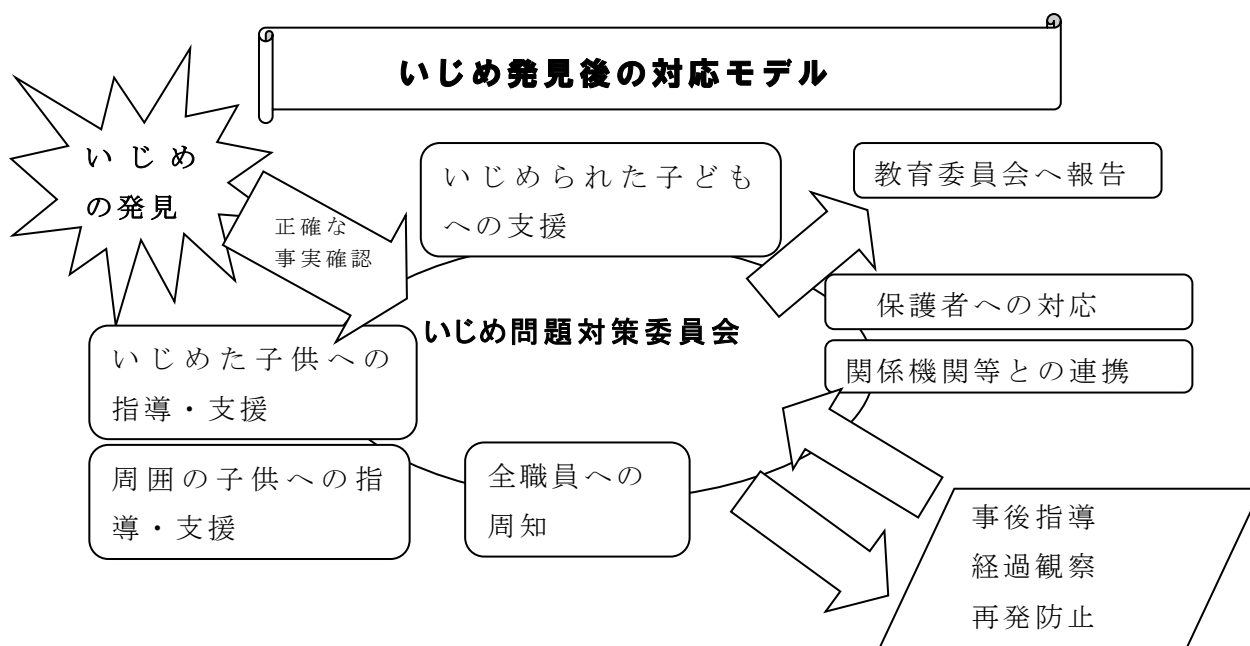 いじめ発見後の対応モデル
いじめ
の発見
正確な
事実確認
いじめられた子ども
への支援
教育委員会へ報告
保護者への対応
関係機関等との連携
いじめ問題対策委員会
いじめた子供への
指導・支援
周囲の子供への指
導・支援
全職員への
周知
事後指導
経過観察
再発防止